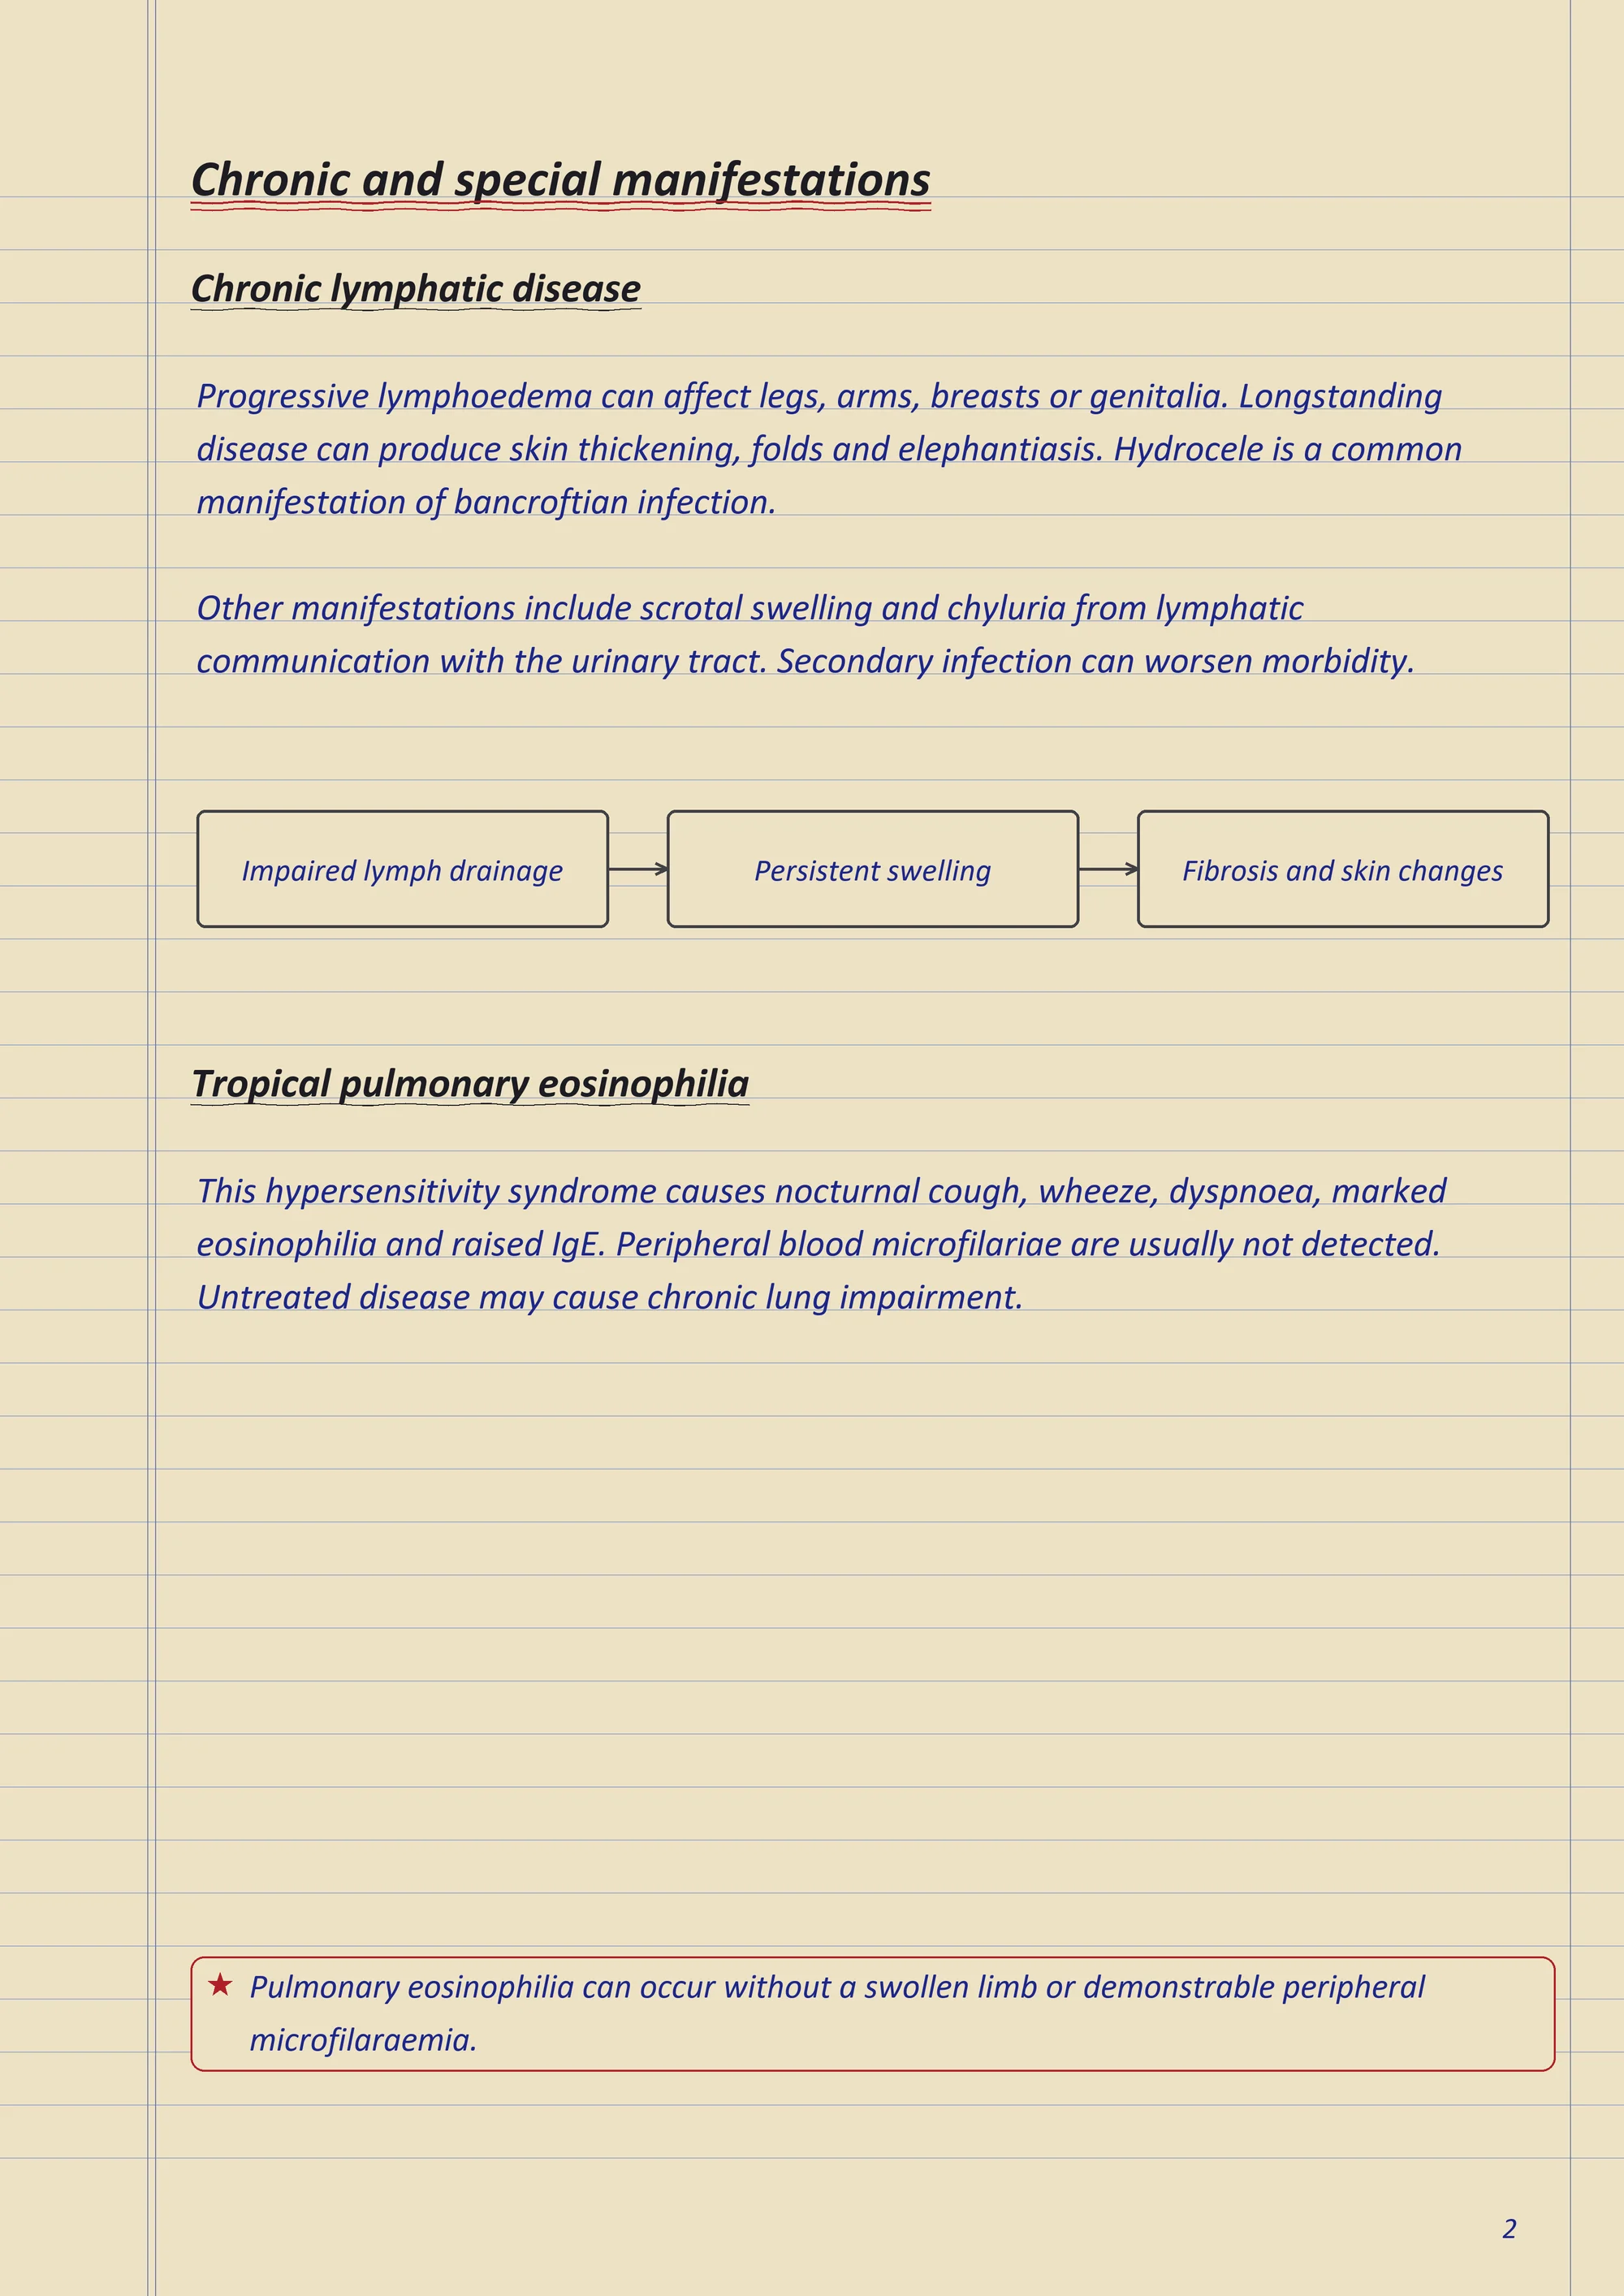 Chronic and special manifestations
Chronic lymphatic disease
Progressive lymphoedema can affect legs, arms, breasts or genitalia. Longstanding
disease can produce skin thickening, folds and elephantiasis. Hydrocele is a common
manifestation of bancroftian infection.
Other manifestations include scrotal swelling and chyluria from lymphatic
communication with the urinary tract. Secondary infection can worsen morbidity.
Impaired lymph drainage
Persistent swelling
Fibrosis and skin changes
Tropical pulmonary eosinophilia
This hypersensitivity syndrome causes nocturnal cough, wheeze, dyspnoea, marked
eosinophilia and raised IgE. Peripheral blood microfilariae are usually not detected.
Untreated disease may cause chronic lung impairment.
★ Pulmonary eosinophilia can occur without a swollen limb or demonstrable peripheral
microfilaraemia.
2